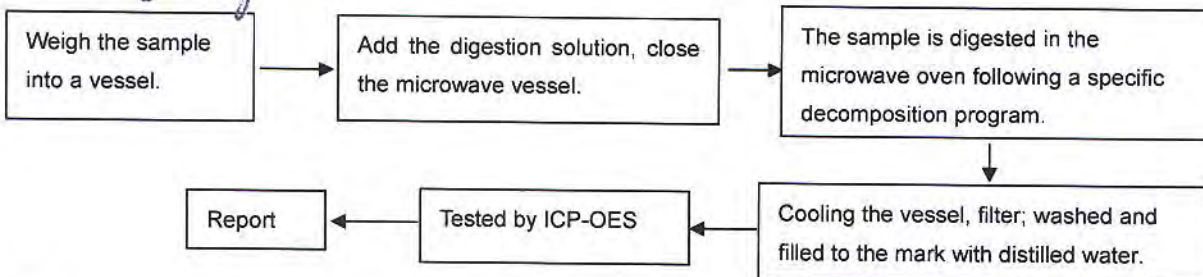 Weigh the sample
into a vessel.
Add the digestion solution, close
the microwave vessel.
The sample is digested in the
microwave oven following a specific
decomposition program.
Cooling the vessel, filter; washed and
filled to the mark with distilled water.
Tested by ICP-OES
Report